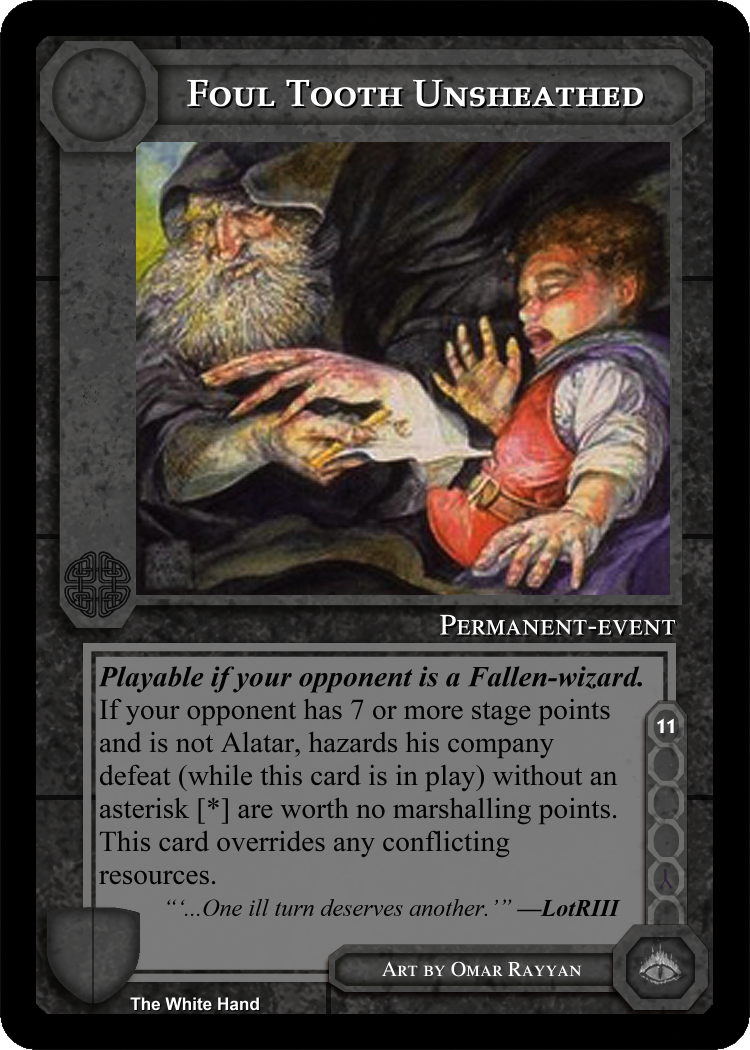 Foul Tooth Unsheathed
Permanent-event
Playable if your opponent is a Fallen-wizard.
If your opponent has 7 or more stage points
and is not Alatar, hazards his company
defeat (while this card is in play) without an
asterisk [*] are worth no marshalling points.
This card overrides any conflicting
resources.
“‘...One ill turn deserves another.’” —LotRIII
11
Art by Omar Rayyan
The White Hand